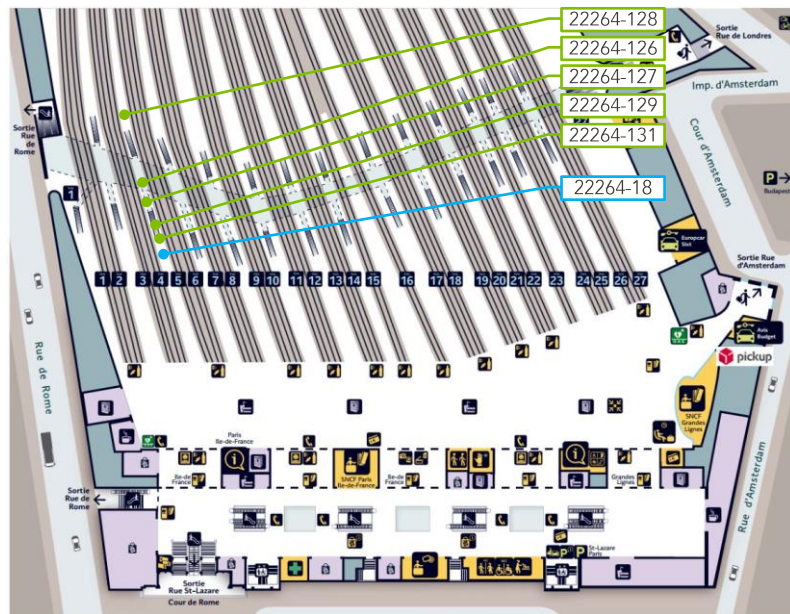 22264-128
22264-126
22264-127
22264-129
22264-131
22264-18
Sortie
Rue de Londres
Imp. d'Amsterdam
Cour d'Amsterdam
Sortie
Rue
de
Rome
1
27
P
Budapest
Europcar
Sixt
Sortie Rue
d'Amsterdam
1 2 3 4 5 6 7 8 9 10 11 12 13 14 15 16 17 18 19 20 21 22 23 24 25 26 27
Avis
Budget
pickup
Rue de Rome
SNCF
Grandes
Lignes
Paris
Ile-de-France
Ile-de-
France
SNCF Paris
Ile-de-France
Ile-de-
France
Grandes
Lignes
Rue d'Amsterdam
Sortie
Rue de
Rome
St-Lazare
Paris
P P
Sortie
Rue St-Lazare
Cour de Rome